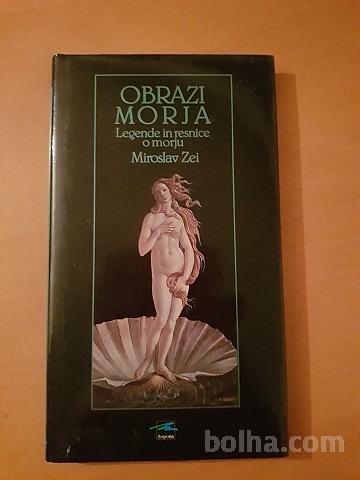 OBRAZI
MORJA
Legende in resnice
o morju
Miroslav Zei
bolha.com